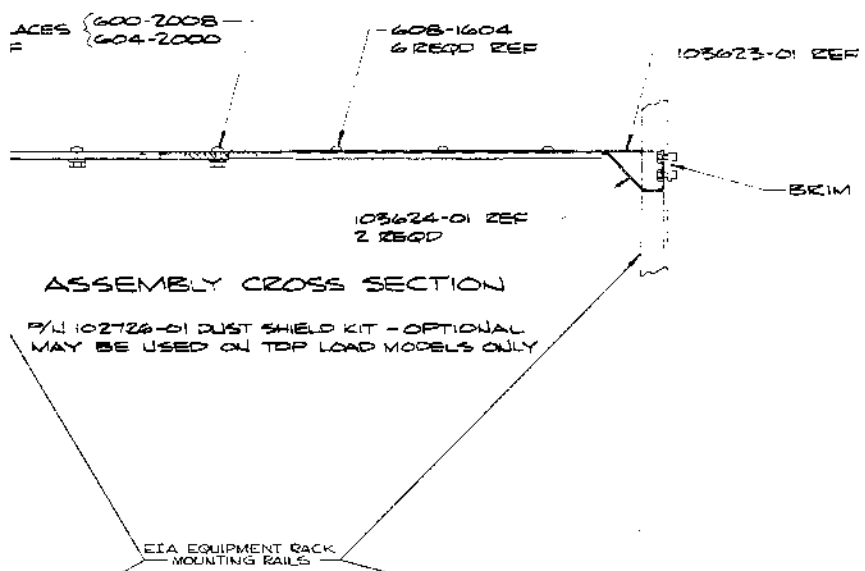 ACES 600-2008
F 604-2000
608-1604
6 REQD REF
103623-01 REF
BRIM
103624-01 REF
2 REQD
ASSEMBLY CROSS SECTION
P/N 102726-01 DUST SHIELD KIT - OPTIONAL
MAY BE USED ON TOP LOAD MODELS ONLY
EIA EQUIPMENT RACK
MOUNTING RAILS